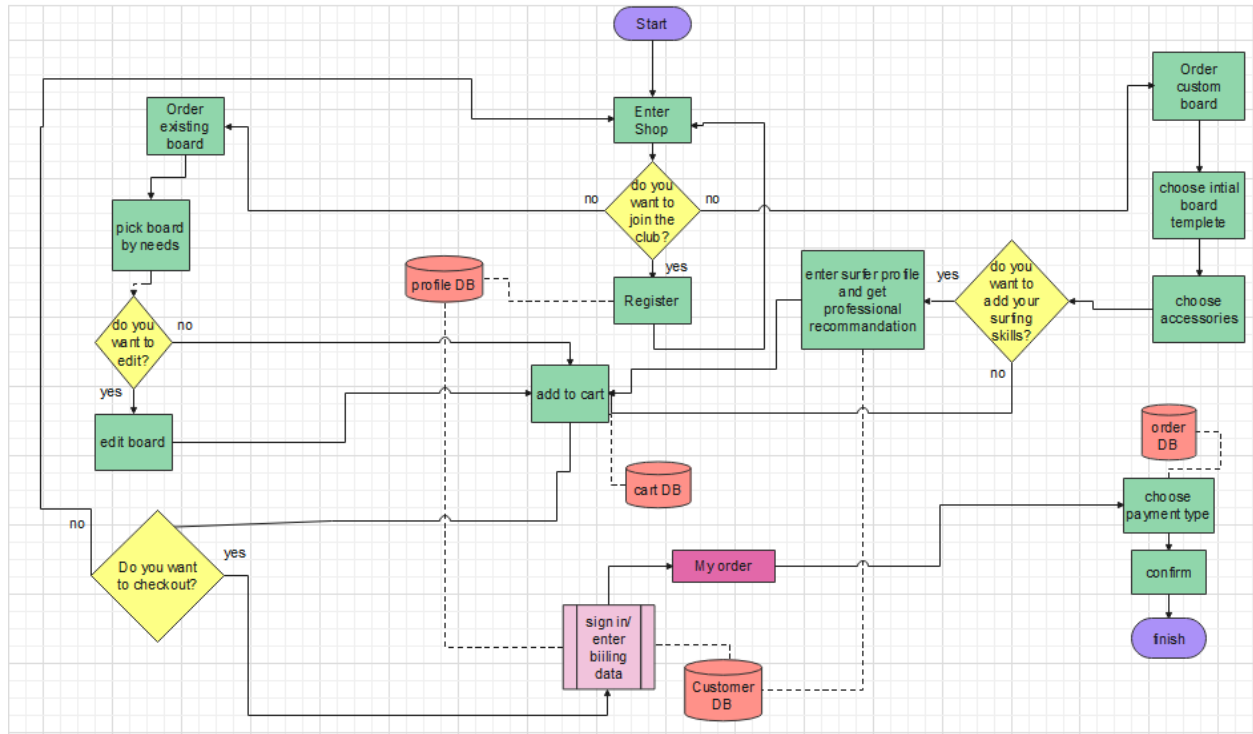 Start
Order
custom
board
Order
existing
board
Enter
Shop
no
do you
want to
join the
club?
no
choose intial
board
templete
pick board
by needs
yes
profile DB
Register
enter surfer profile
and get
professional
recommandation
yes
do you
want to
add your
surfing
skills?
choose
accessories
do you
want to
edit?
no
no
yes
add to cart
edit board
order
DB
cart DB
choose
payment type
no
yes
Do you want
to checkout?
My order
confirm
sign in/
enter
biiling
data
finish
Customer
DB